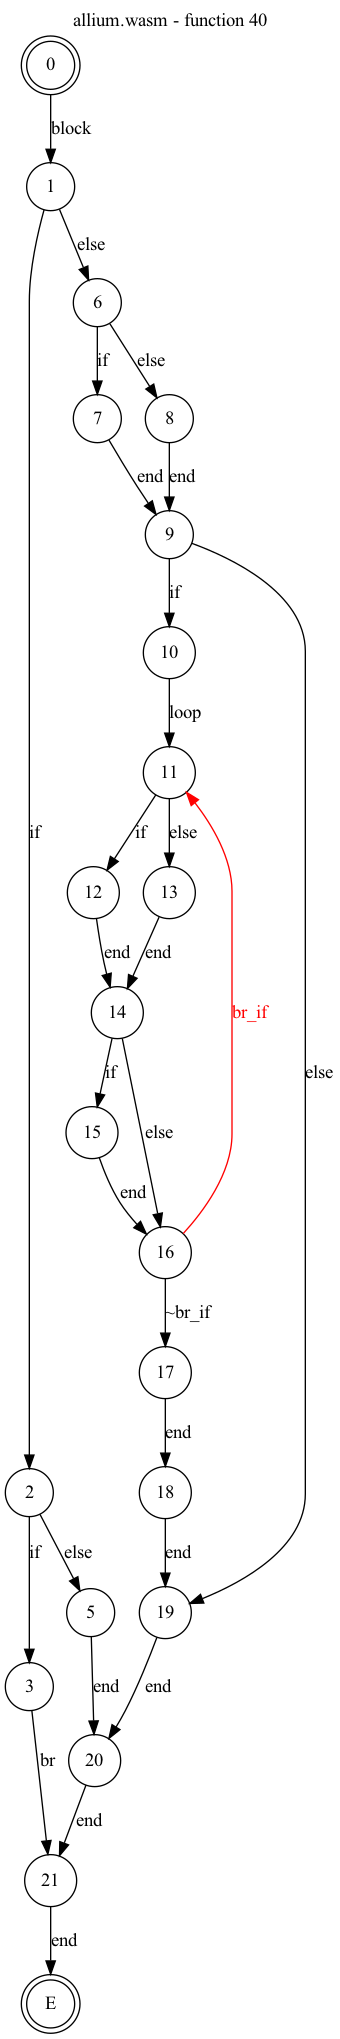 allium.wasm - function 40
0
block
1
else
6
if
else
7
8
end
end
9
if
10
loop
11
if
else
12
13
end
end
14
br_if
else
if
15
else
end
16
~br_if
17
end
if
2
18
if
else
end
5
19
3
end
end
br
20
end
21
end
E